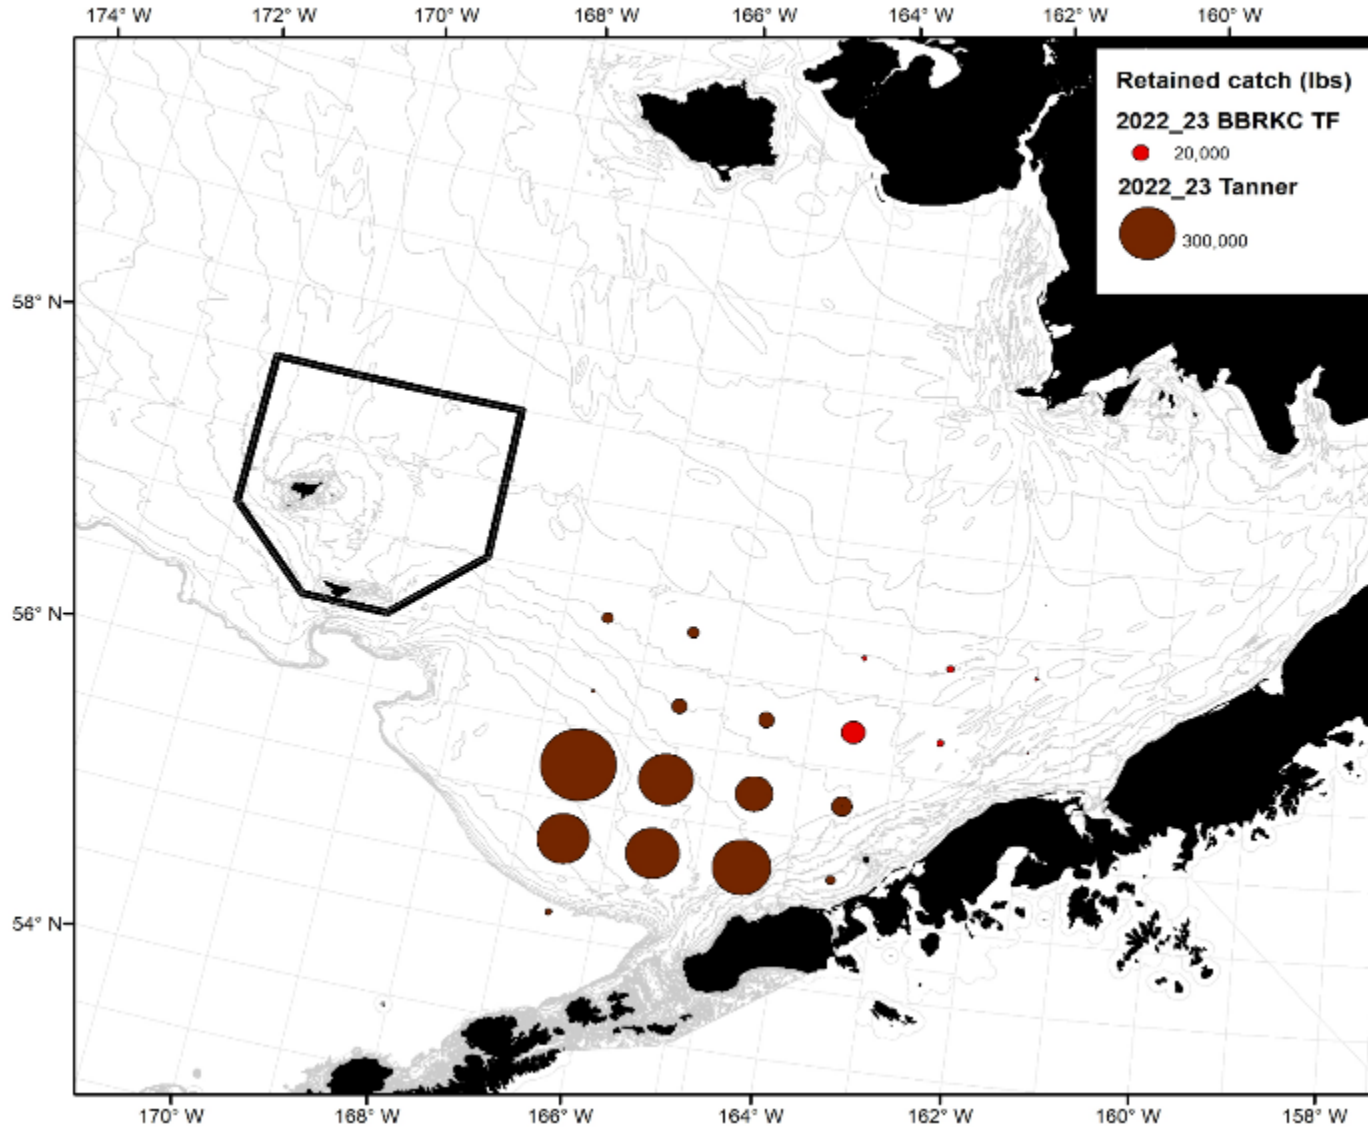 174° W 172° W 170° W 168° W 166° W 164° W 162° W 160° W
Retained catch (lbs)
2022_23 BBRKC TF
20,000
2022_23 Tanner
300,000
58° N
56° N
54° N
170° W 168° W 166° W 164° W 162° W 160° W 158° W